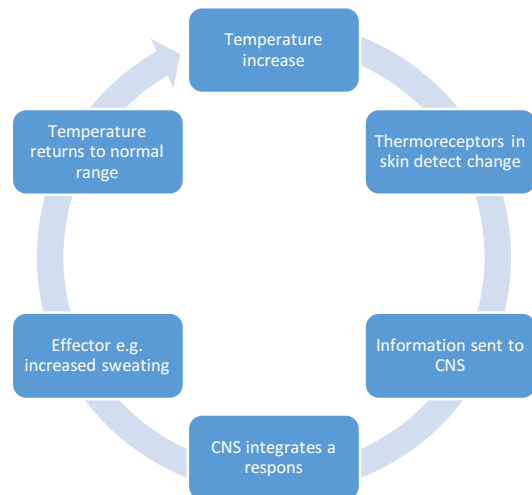 Temperature
increase
Thermoreceptors in
skin detect change
Information sent to
CNS
CNS integrates a
respons
Effector e.g.
increased sweating
Temperature
returns to normal
range